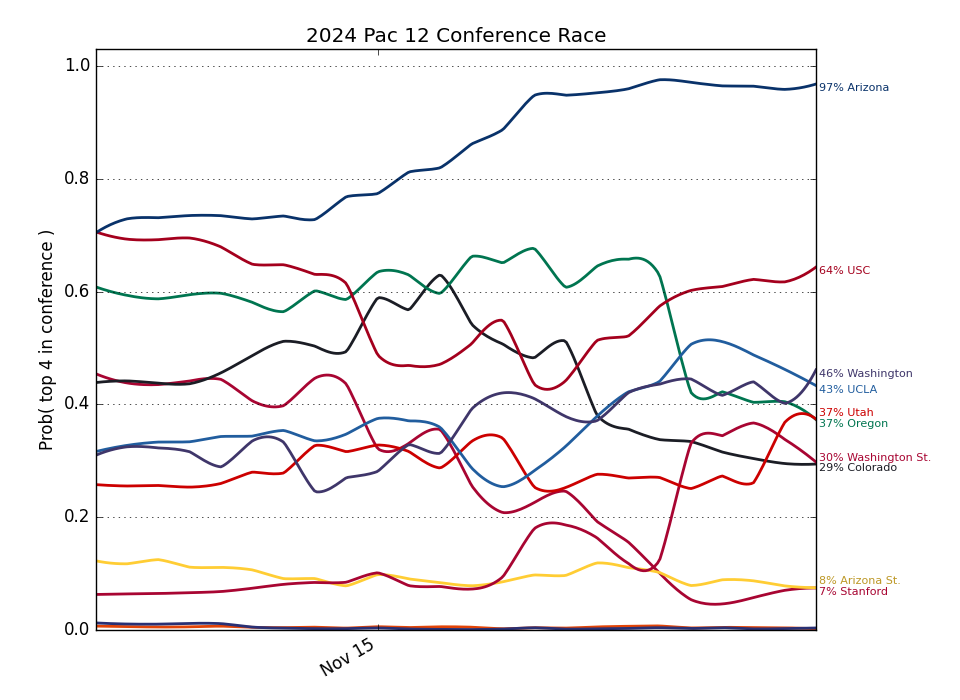 2024 Pac 12 Conference Race
Prob( top 4 in conference )
1.0
0.8
0.6
0.4
0.2
0.0
Nov 15
97% Arizona
64% USC
46% Washington
43% UCLA
37% Utah
37% Oregon
30% Washington St.
29% Colorado
8% Arizona St.
7% Stanford